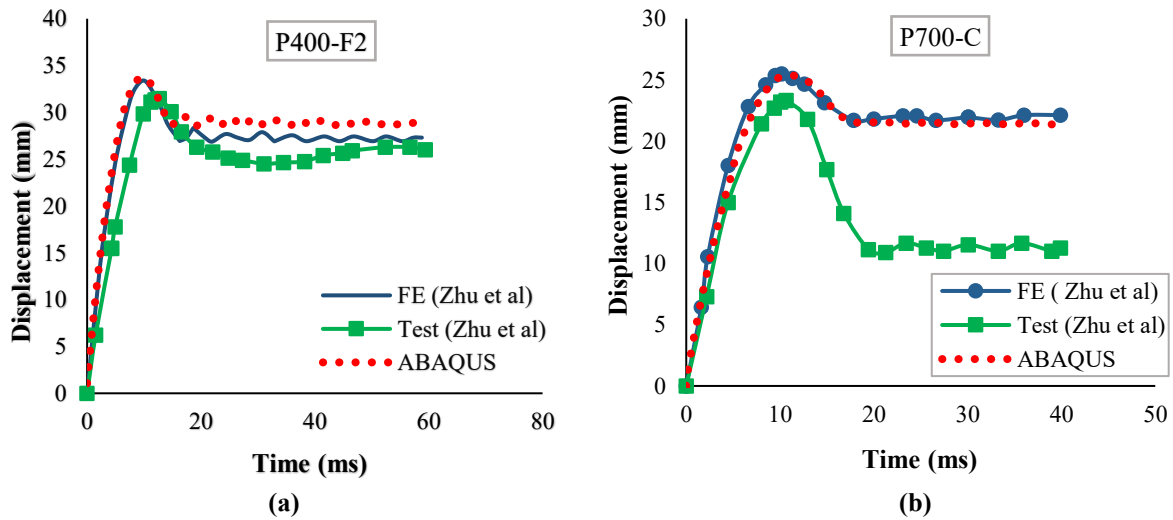 P400-F2
Displacement (mm)
40
35
30
25
20
15
10
5
0
FE (Zhu et al)
Test (Zhu et al)
ABAQUS
0 20 40 60 80
Time (ms)
(a)
P700-C
Displacement (mm)
30
25
20
15
10
5
0
FE ( Zhu et al)
Test (Zhu et al)
ABAQUS
0 10 20 30 40 50
Time (ms)
(b)